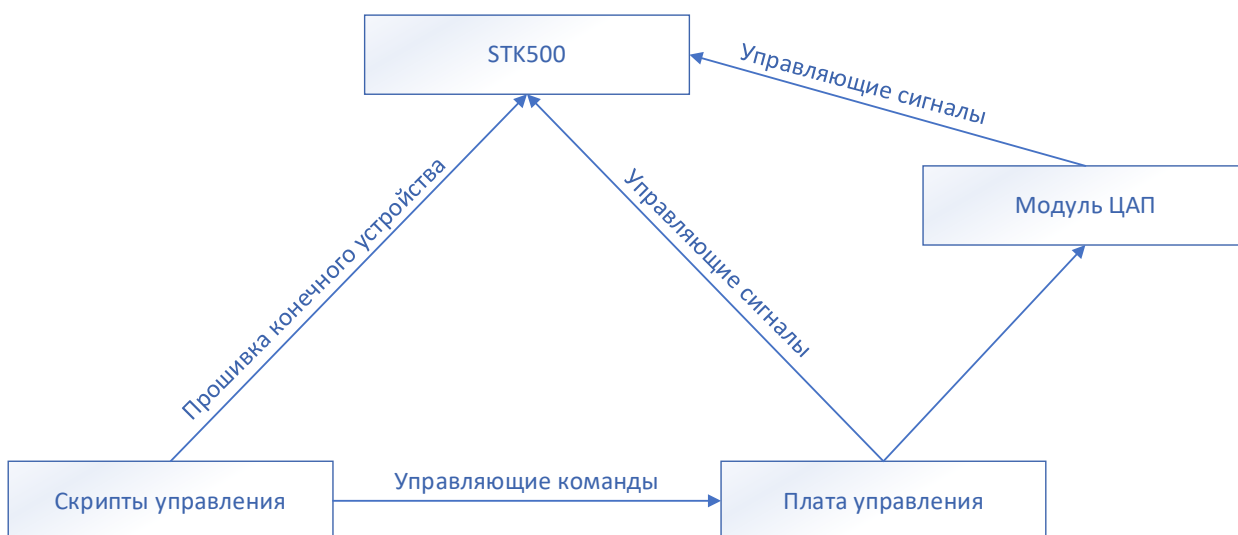 STK500
Управляющие сигналы
Модуль ЦАП
Прошивка конечного устройства
Управляющие сигналы
Скрипты управления
Управляющие команды
Плата управления